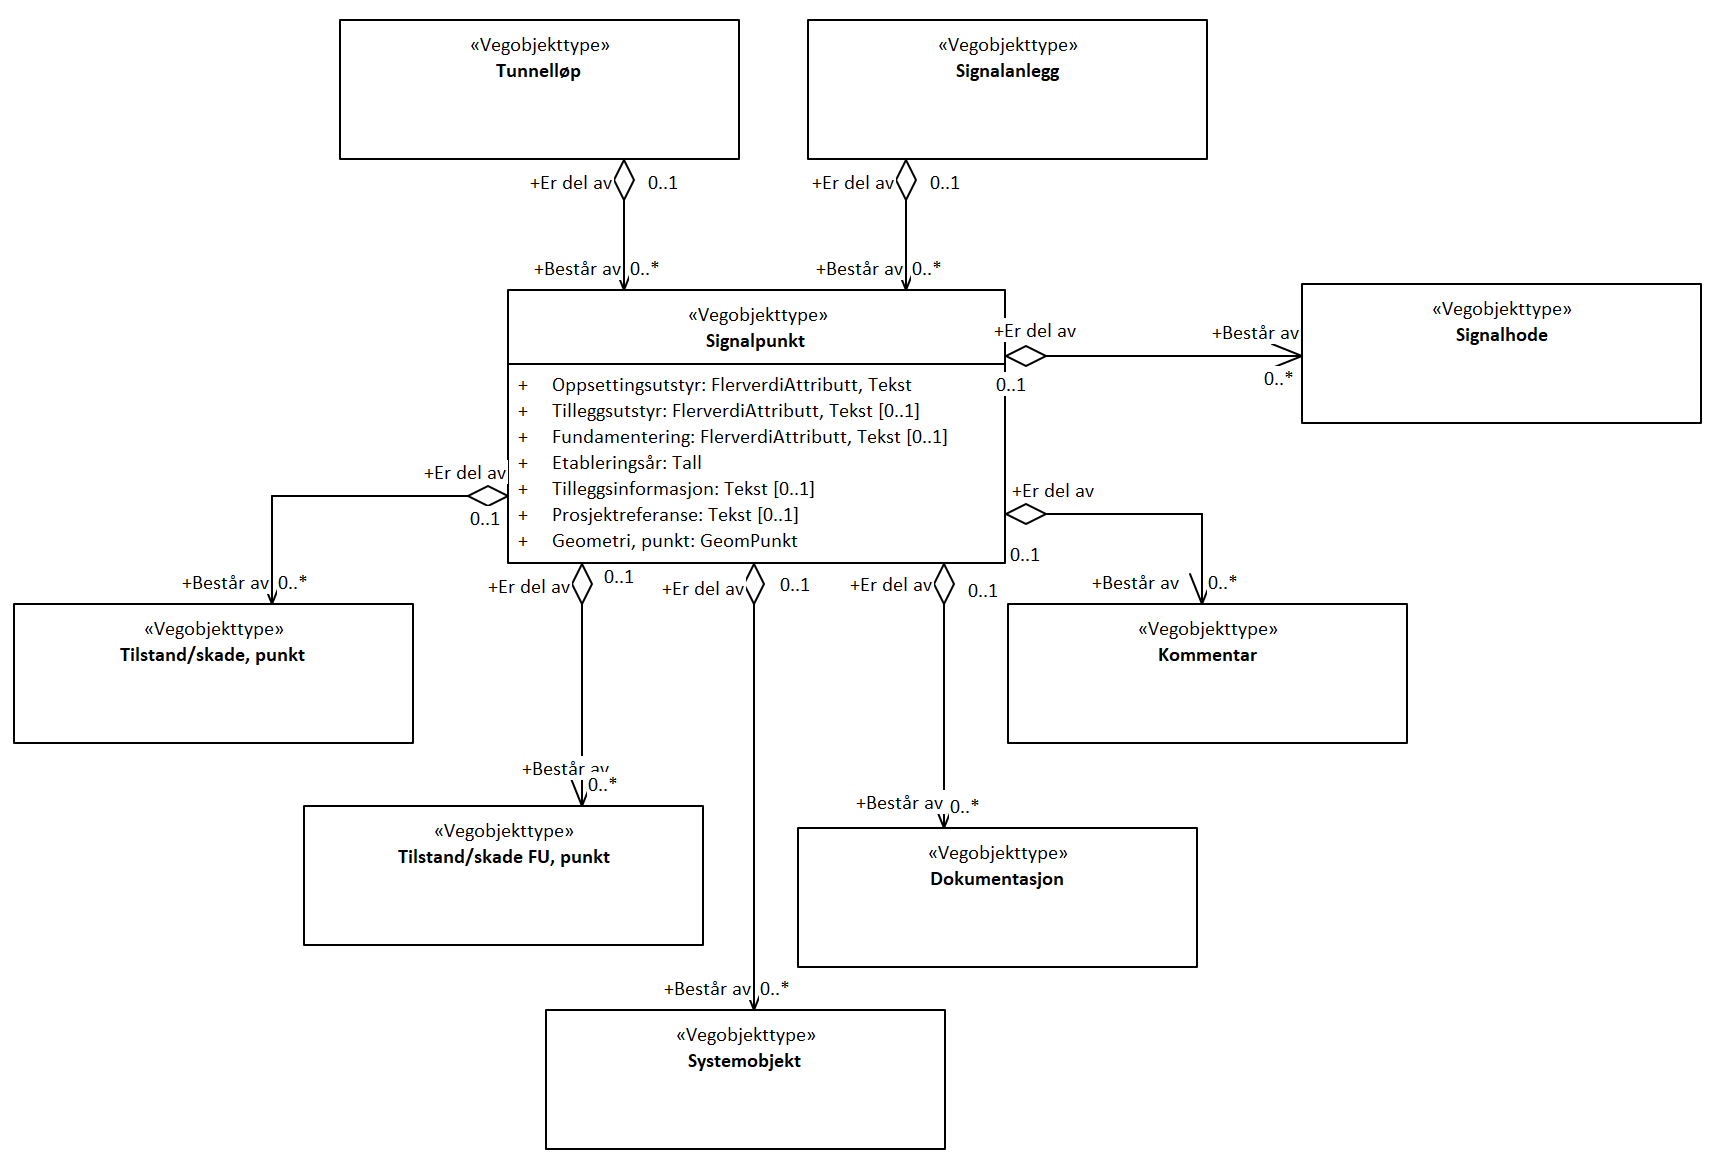 «Vegobjekttype»
Tunnelløp
«Vegobjekttype»
Signalanlegg
+Er del av
0..1
+Er del av
0..1
+Består av
0..*
+Består av
0..*
«Vegobjekttype»
Signalpunkt
+ Oppsettingsutstyr: FlerverdiAttributt, Tekst
+ Tilleggsutstyr: FlerverdiAttributt, Tekst [0..1]
+ Fundamentering: FlerverdiAttributt, Tekst [0..1]
+ Etableringsår: Tall
+ Tilleggsinformasjon: Tekst [0..1]
+ Prosjektreferanse: Tekst [0..1]
+ Geometri, punkt: GeomPunkt
+Er del av
0..1
+Består av
0..*
«Vegobjekttype»
Signalhode
+Er del av
0..1
+Består av
0..*
«Vegobjekttype»
Tilstand/skade, punkt
+Er del av
0..1
+Består av
0..*
«Vegobjekttype»
Kommentar
+Er del av
0..1
+Består av
0..*
«Vegobjekttype»
Tilstand/skade FU, punkt
+Er del av
0..1
+Består av
0..*
«Vegobjekttype»
Dokumentasjon
+Er del av
0..1
+Består av
0..*
«Vegobjekttype»
Systemobjekt